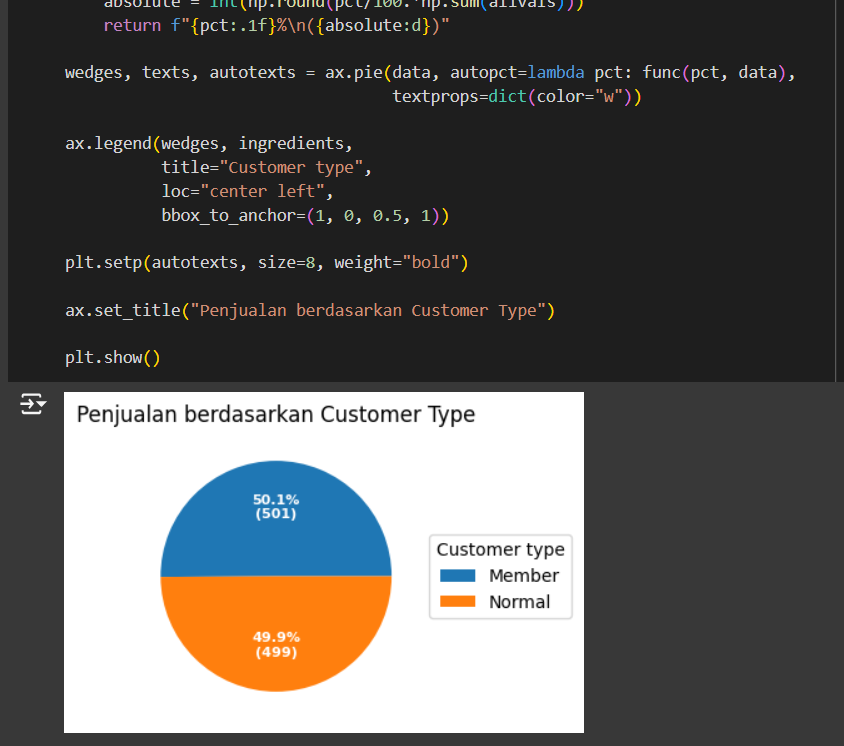 absolute = int(np.round(pct/100.*np.sum(allvals)))
return f"{pct:.1f}%\n({absolute:d})"
wedges, texts, autotexts = ax.pie(data, autopct=lambda pct: func(pct, data),
textprops=dict(color="w"))
ax.legend(wedges, ingredients,
title="Customer type",
loc="center left",
bbox_to_anchor=(1, 0, 0.5, 1))
plt.setp(autotexts, size=8, weight="bold")
ax.set_title("Penjualan berdasarkan Customer Type")
plt.show()
Penjualan berdasarkan Customer Type
50.1%
(501)
49.9%
(499)
Customer type
Member
Normal